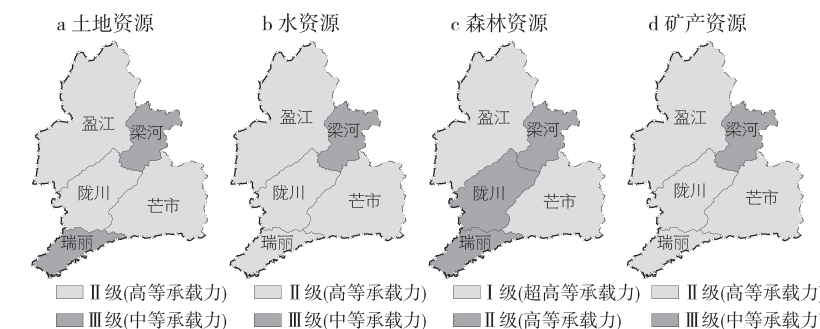 a 土地资源
b 水资源
c 森林资源
d 矿产资源
盈江
梁河
陇川
芒市
瑞丽
盈江
梁河
陇川
芒市
瑞丽
盈江
梁河
陇川
芒市
瑞丽
盈江
梁河
陇川
芒市
瑞丽
Ⅱ级(高等承载力)
Ⅲ级(中等承载力)
Ⅱ级(高等承载力)
Ⅲ级(中等承载力)
Ⅰ级(超高等承载力)
Ⅱ级(高等承载力)
Ⅱ级(高等承载力)
Ⅲ级(中等承载力)